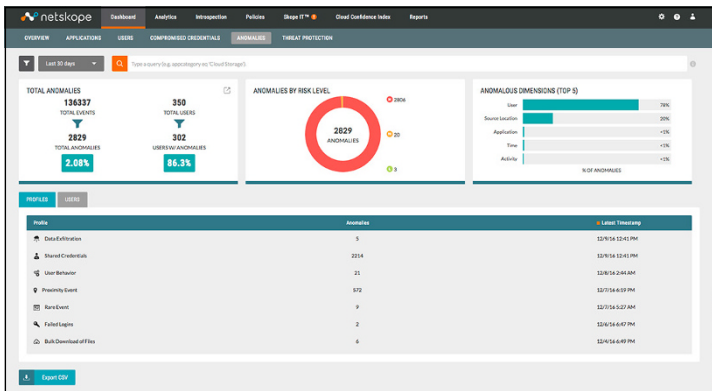 netskope Dashboard Analytics Introspection Policies Skope IT™ Cloud Confidence Index Reports
OVERVIEW APPLICATIONS USERS COMPROMISED CREDENTIALS ANOMALIES THREAT PROTECTION
Last 30 days Type a query (e.g. appcategory eq 'Cloud Storage')
TOTAL ANOMALIES
136337 350
TOTAL EVENTS TOTAL USERS
2829 302
TOTAL ANOMALIES USERS W/ ANOMALIES
2.08% 86.3%
ANOMALIES BY RISK LEVEL
2806
2829
ANOMALIES
20
3
ANOMALOUS DIMENSIONS (TOP 5)
User 78%
Source Location 20%
Application <1%
Time <1%
Activity <1%
% OF ANOMALIES
PROFILES USERS
Profile Anomalies Latest Timestamp
Data Exfiltration 5 12/9/16 12:41 PM
Shared Credentials 2214 12/9/16 12:41 PM
User Behavior 21 12/8/16 2:44 AM
Proximity Event 572 12/7/16 6:59 PM
Rare Event 9 12/7/16 5:27 AM
Failed Logins 2 12/6/16 6:47 PM
Bulk Download of Files 6 12/4/16 6:49 PM
Export CSV